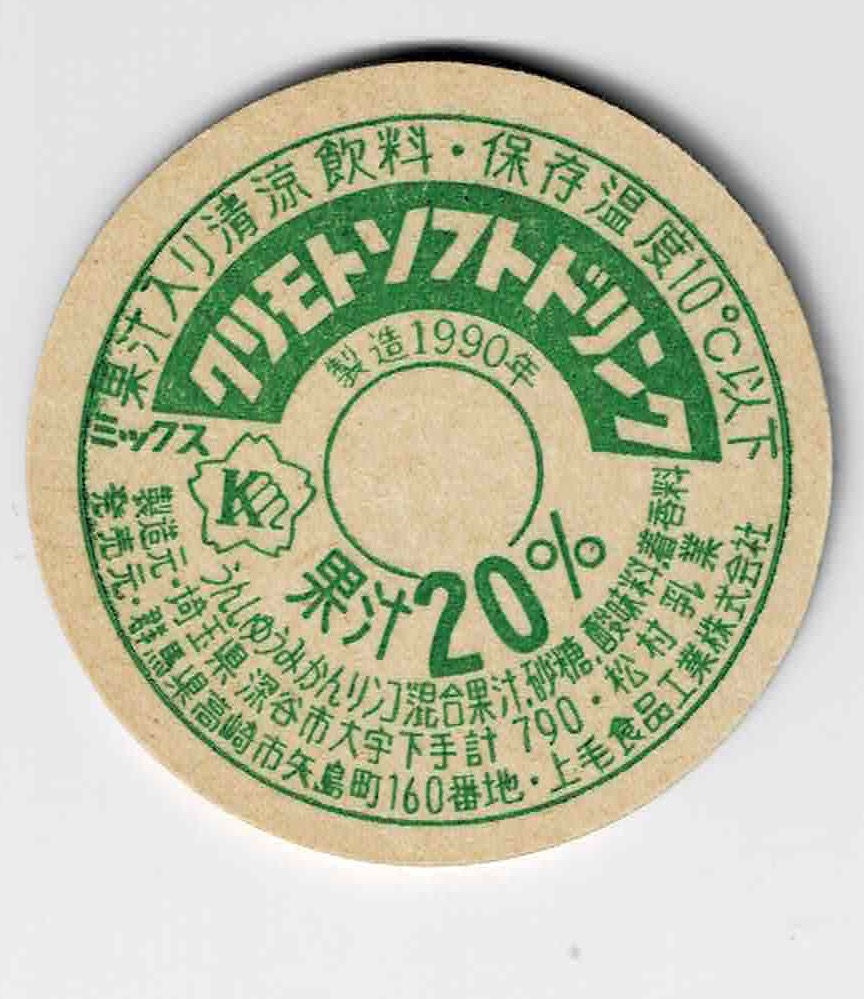 果汁入り清涼飲料・保存温度10℃以下
クリモトソフトドリンク
製造1990年
ミックス
KM
果汁20%
うんしゅうみかんリンゴ混合果汁,砂糖,酸味料,着香料
製造元・埼玉県深谷市大字下手計790・松村乳業
発売元・群馬県高崎市矢島町160番地・上毛食品工業株式会社